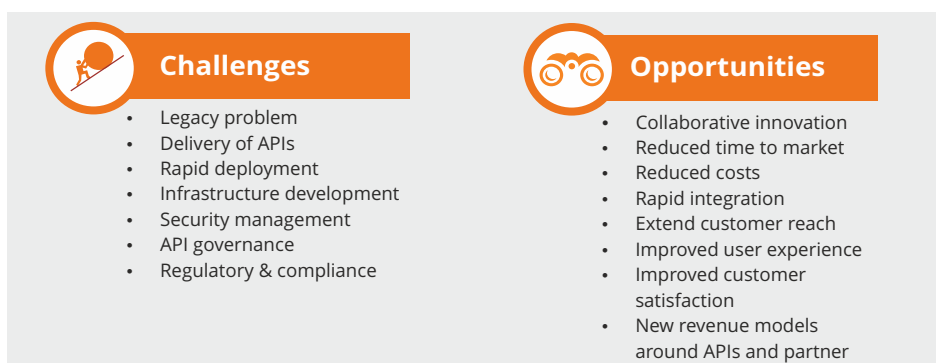 Challenges
• Legacy problem
• Delivery of APIs
• Rapid deployment
• Infrastructure development
• Security management
• API governance
• Regulatory & compliance
Opportunities
• Collaborative innovation
• Reduced time to market
• Reduced costs
• Rapid integration
• Extend customer reach
• Improved user experience
• Improved customer
satisfaction
• New revenue models
around APIs and partner